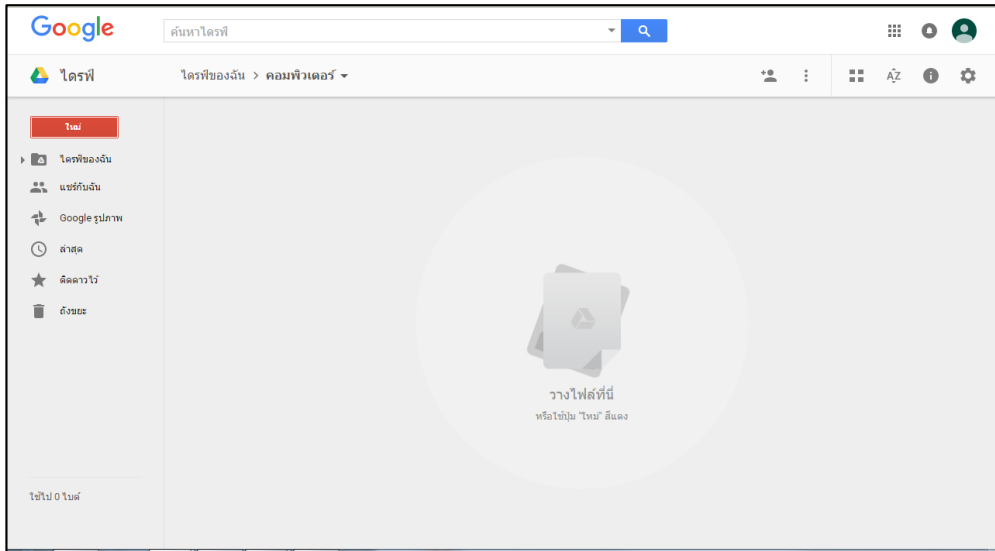 Google
ค้นหาไดรฟ์
ไดรฟ์
ไดรฟ์ของฉัน > คอมพิวเตอร์
AZ
ใหม่
ไดรฟ์ของฉัน
แชร์กับฉัน
Google รูปภาพ
ล่าสุด
ติดดาวไว้
ถังขยะ
วางไฟล์ที่นี่
หรือใช้ปุ่ม "ใหม่" สีแดง
ใช้ไป 0 ไบต์